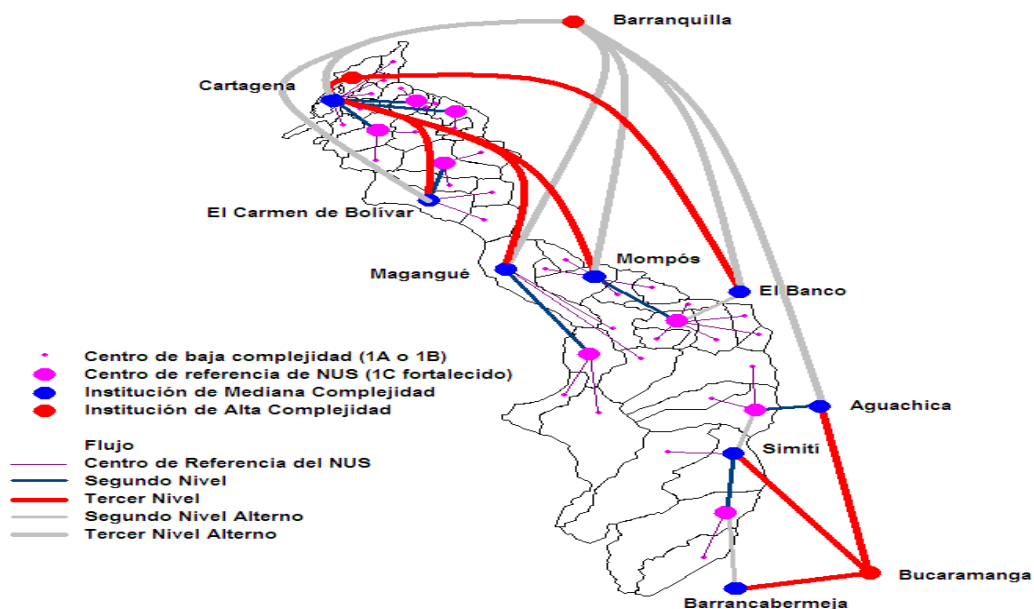 Barranquilla
Cartagena
El Carmen de Bolívar
Magangué
Mompós
El Banco
Centro de baja complejidad (1A o 1B)
Centro de referencia de NUS (1C fortalecido)
Institución de Mediana Complejidad
Institución de Alta Complejidad
Aguachica
Simití
Flujo
Centro de Referencia del NUS
Segundo Nivel
Tercer Nivel
Segundo Nivel Alterno
Tercer Nivel Alterno
Bucaramanga
Barrancabermeja